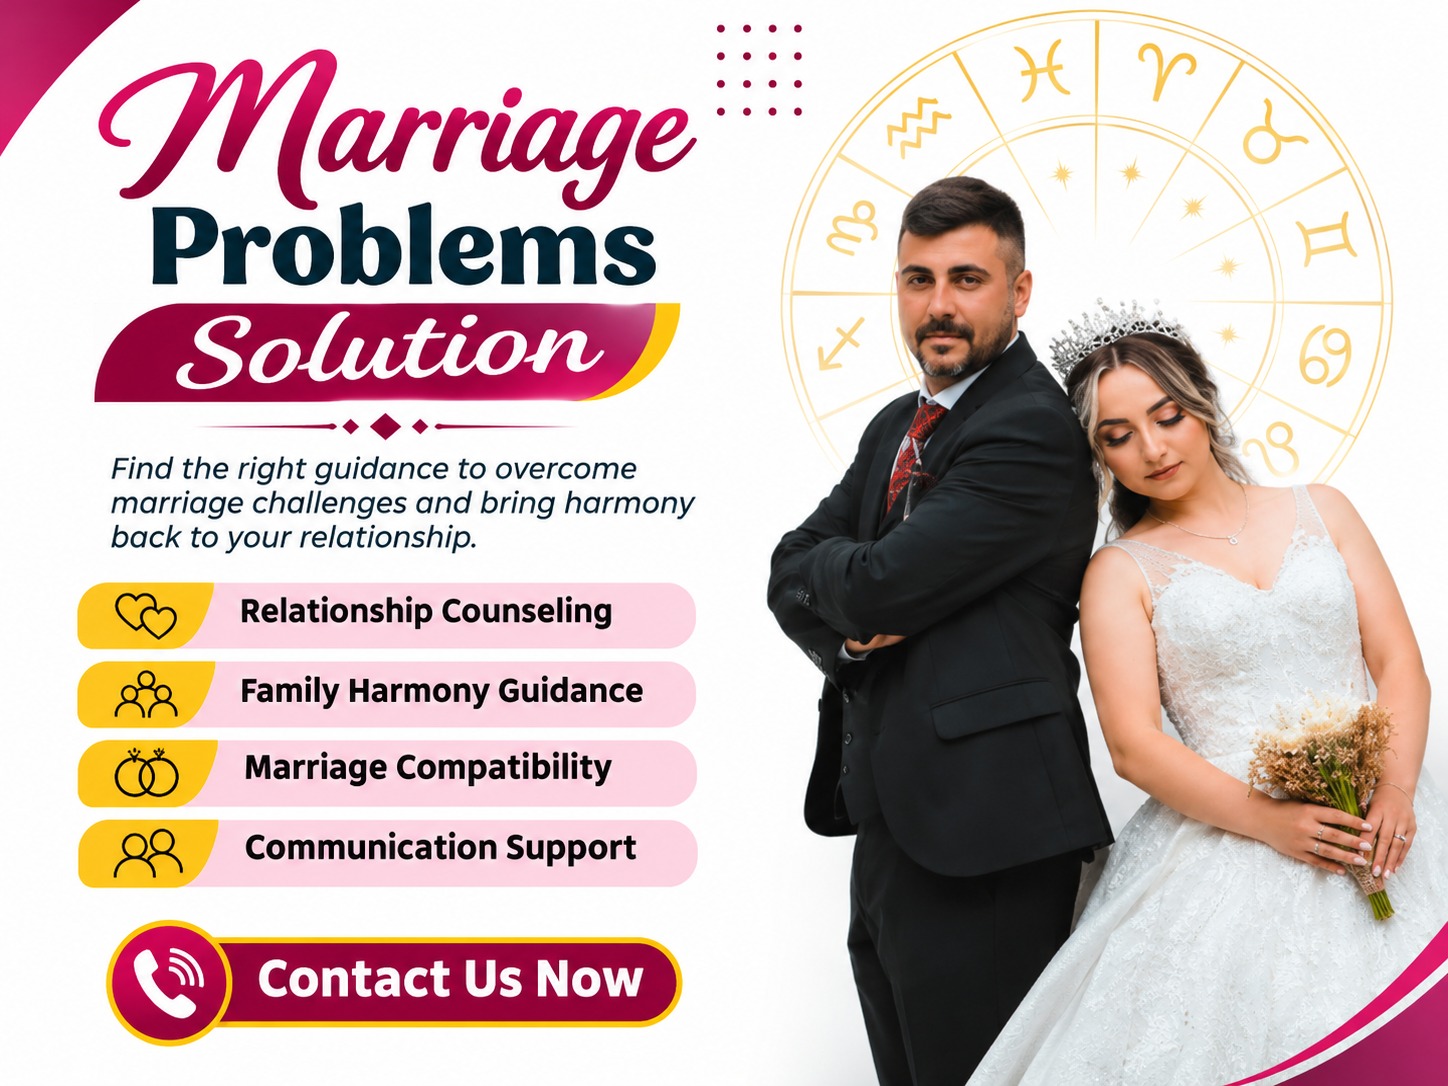 Marriage
Problems
Solution
Find the right guidance to overcome
marriage challenges and bring harmony
back to your relationship.
Relationship Counseling
Family Harmony Guidance
Marriage Compatibility
Communication Support
Contact Us Now